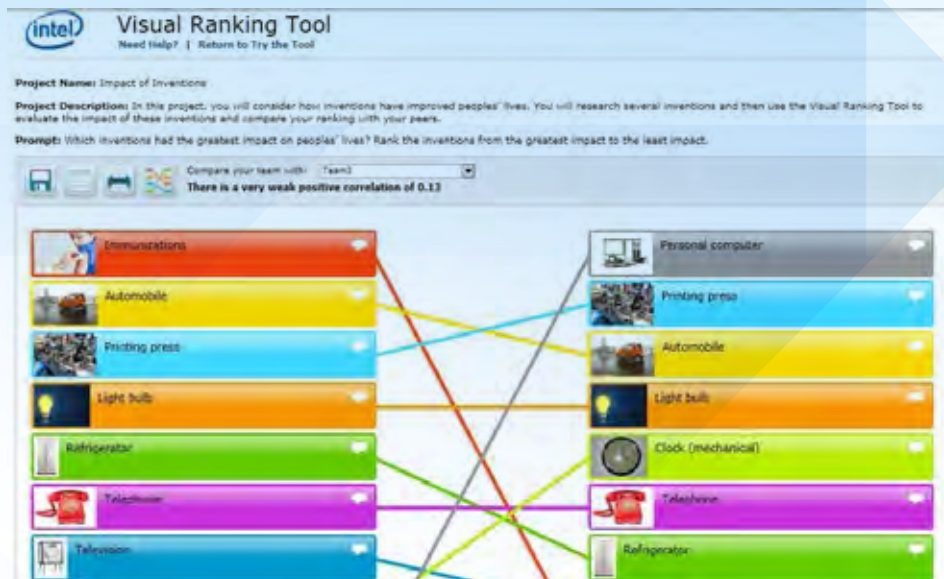 intel
Visual Ranking Tool
Need Help? | Return to Try the Tool
Project Name: Impact of Inventions
Project Description: In this project, you will consider how inventions have improved peoples' lives. You will research several inventions and then use the Visual Ranking Tool to
evaluate the impact of these inventions and compare your ranking with your peers.
Prompt: Which inventions had the greatest impact on peoples' lives? Rank the inventions from the greatest impact to the least impact.
Compare your team with:
There is a very weak positive correlation of 0.13
Immunizations
Personal computer
Automobile
Printing press
Printing press
Automobile
Light bulb
Light bulb
Refrigerator
Clock (mechanical)
Telephone
Telephone
Television
Refrigerator